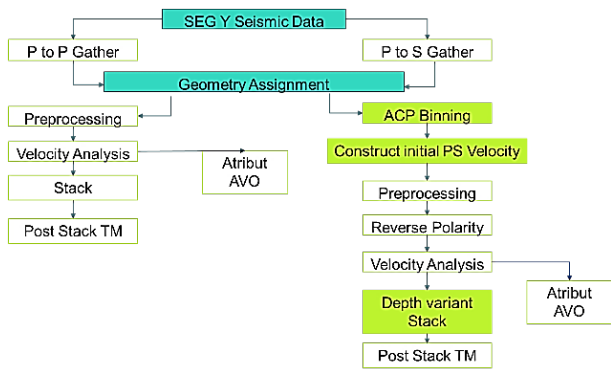 SEG Y Seismic Data
P to P Gather
P to S Gather
Geometry Assignment
Preprocessing
Velocity Analysis
Stack
Post Stack TM
Atribut
AVO
ACP Binning
Construct initial PS Velocity
Preprocessing
Reverse Polarity
Velocity Analysis
Depth variant
Stack
Post Stack TM
Atribut
AVO